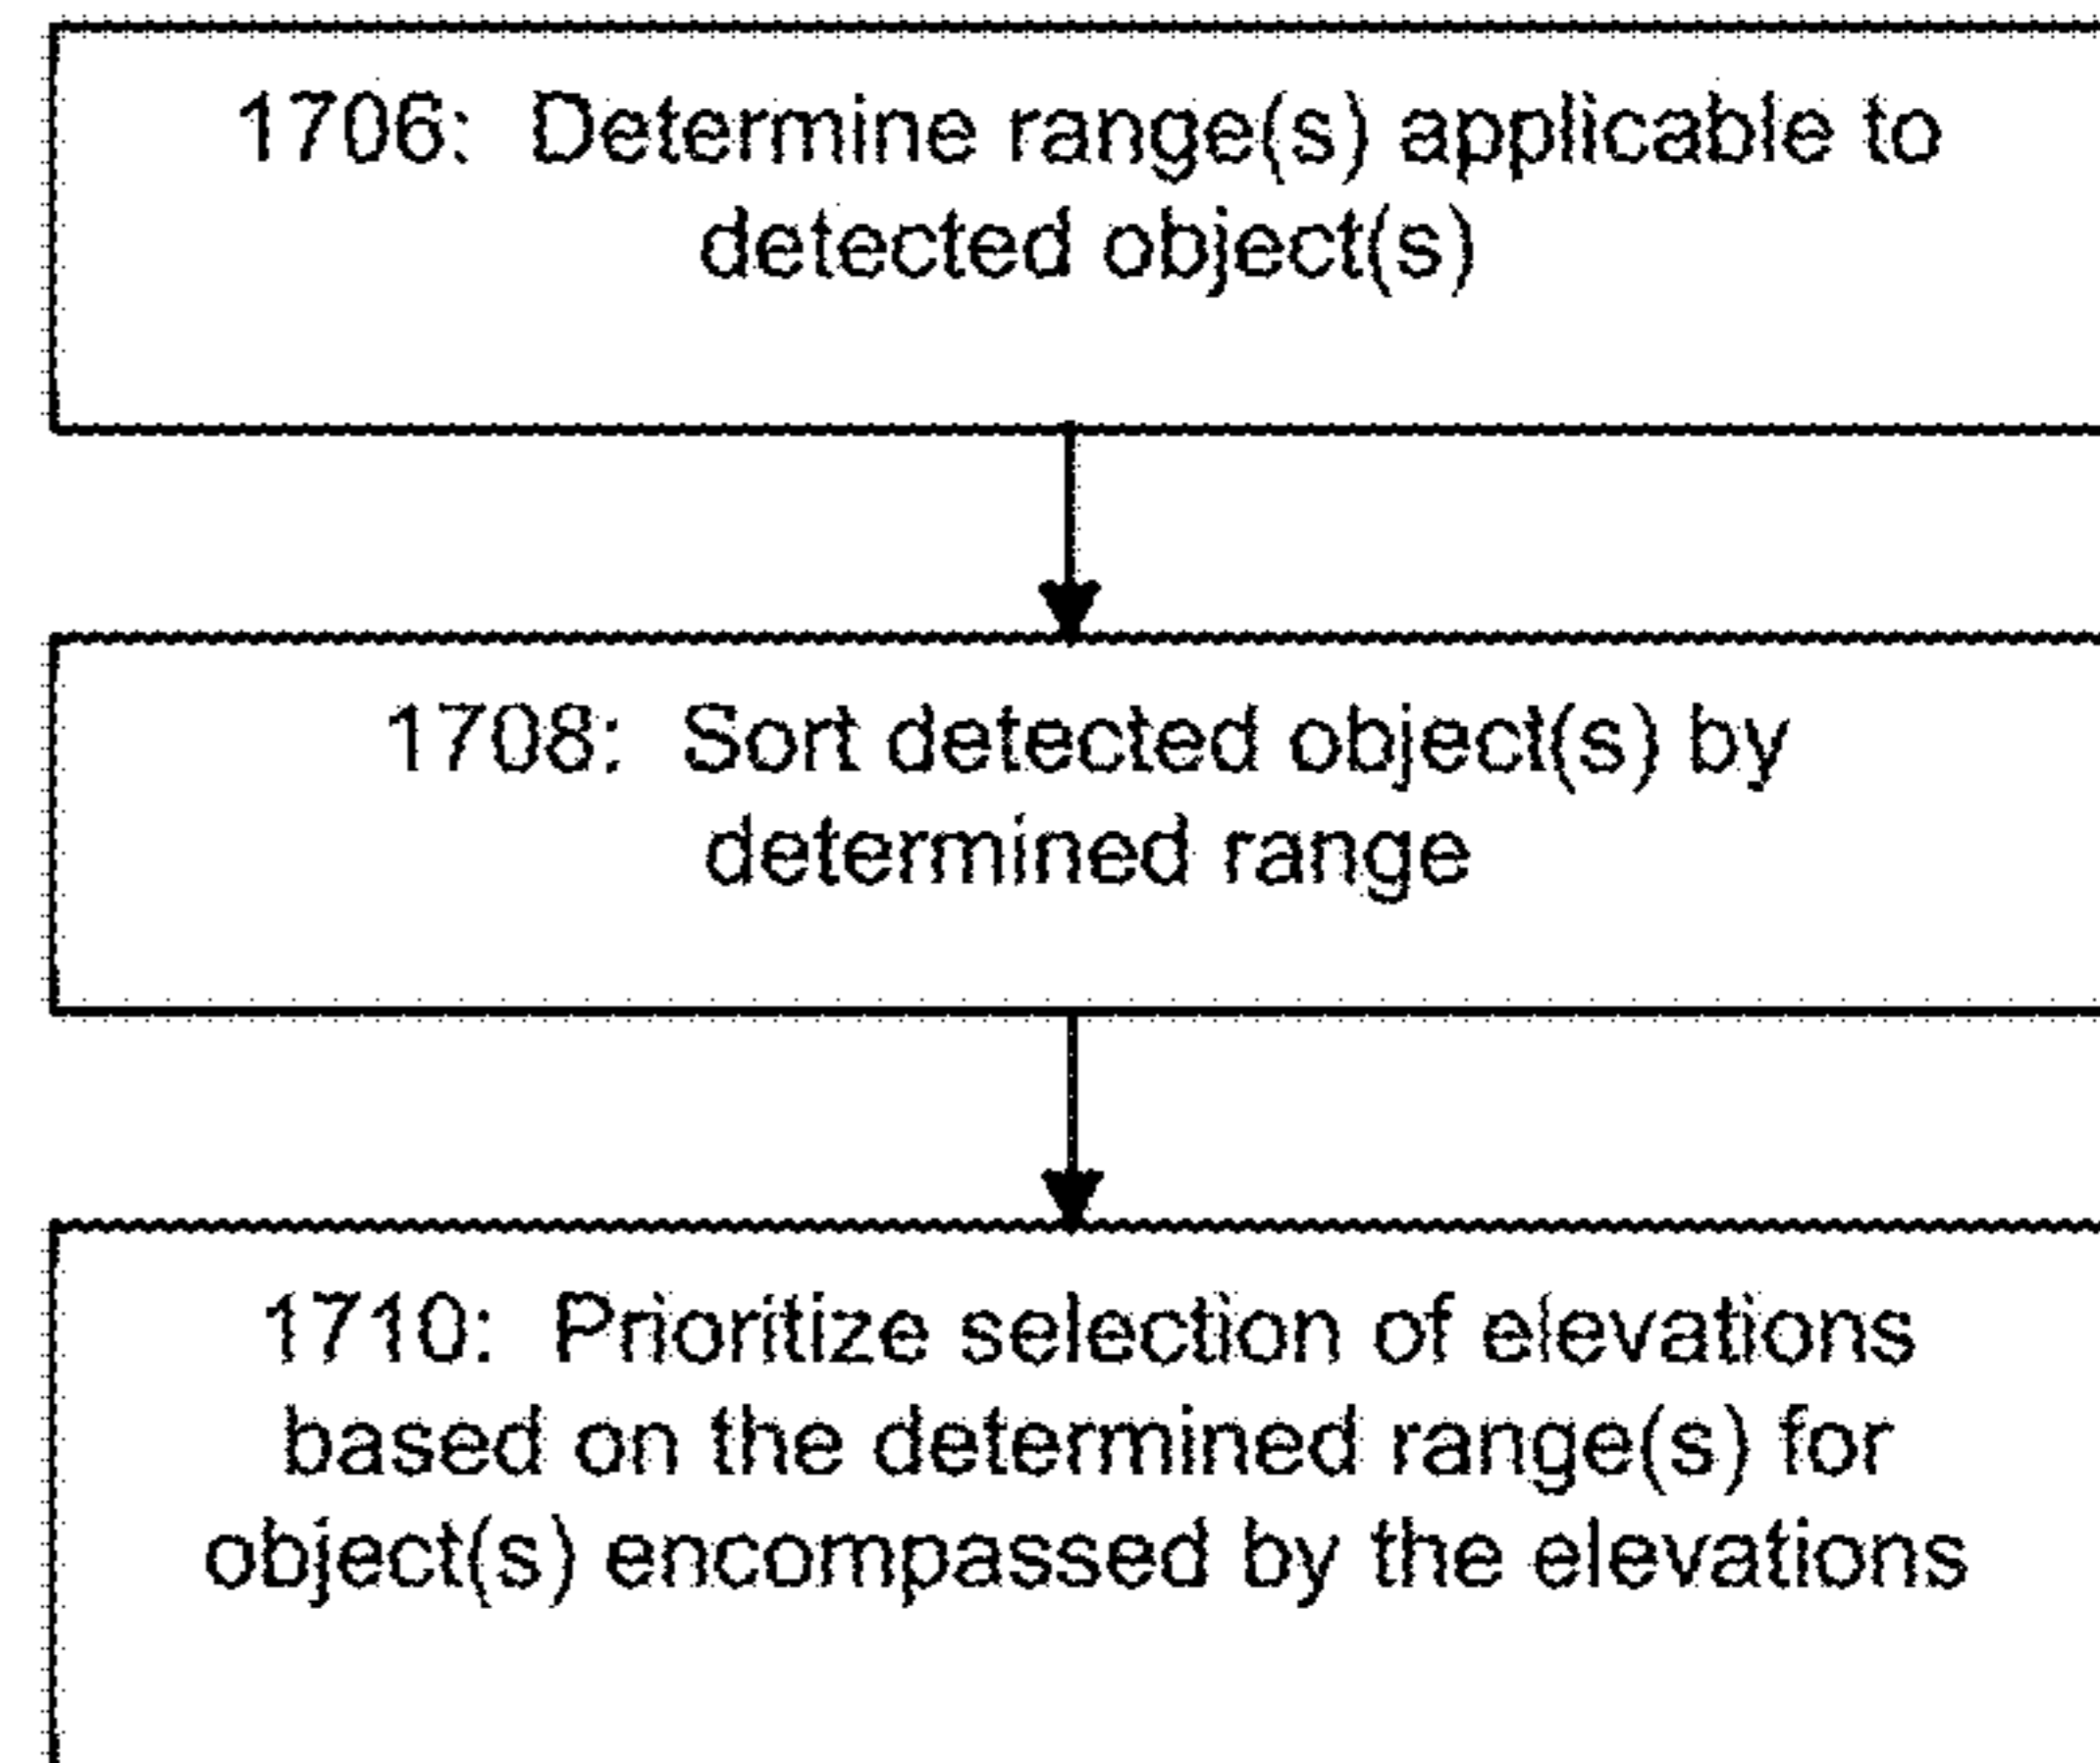 1706: Determine range(s) applicable to
detected object(s)
1708: Sort detected object(s) by
determined range
1710: Prioritize selection of elevations
based on the determined range(s) for
object(s) encompassed by the elevations